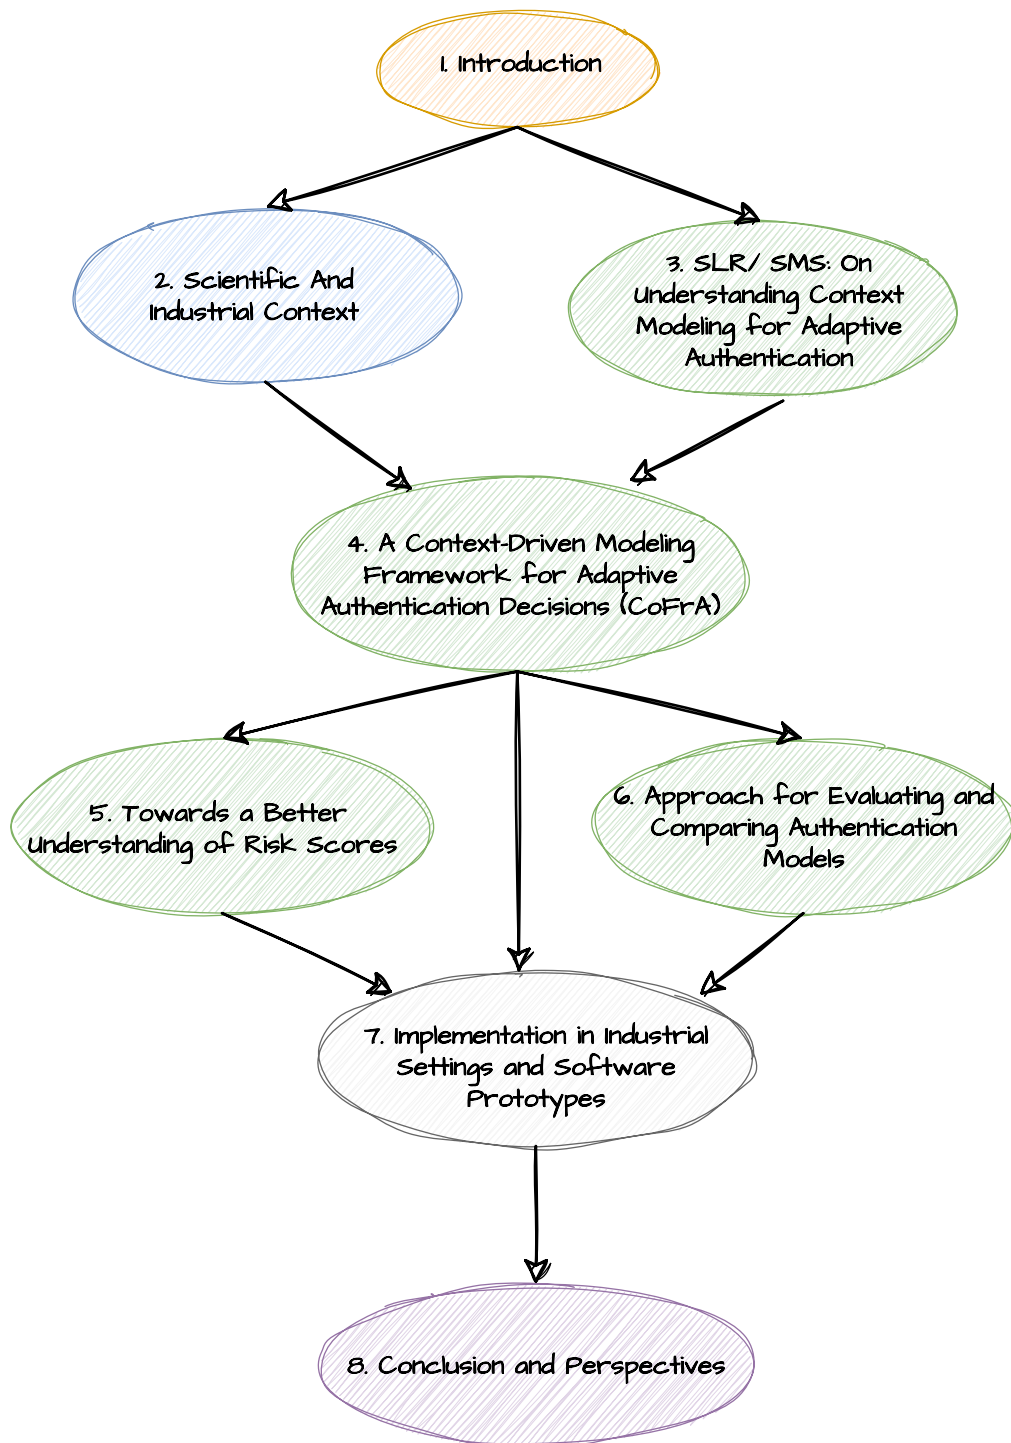 1. Introduction
2. Scientific And
Industrial Context
3. SLR/ SMS: On
Understanding Context
Modeling for Adaptive
Authentication
4. A Context-Driven Modeling
Framework for Adaptive
Authentication Decisions (CoFrA)
5. Towards a Better
Understanding of Risk Scores
6. Approach for Evaluating and
Comparing Authentication
Models
7. Implementation in Industrial
Settings and Software
Prototypes
8. Conclusion and Perspectives